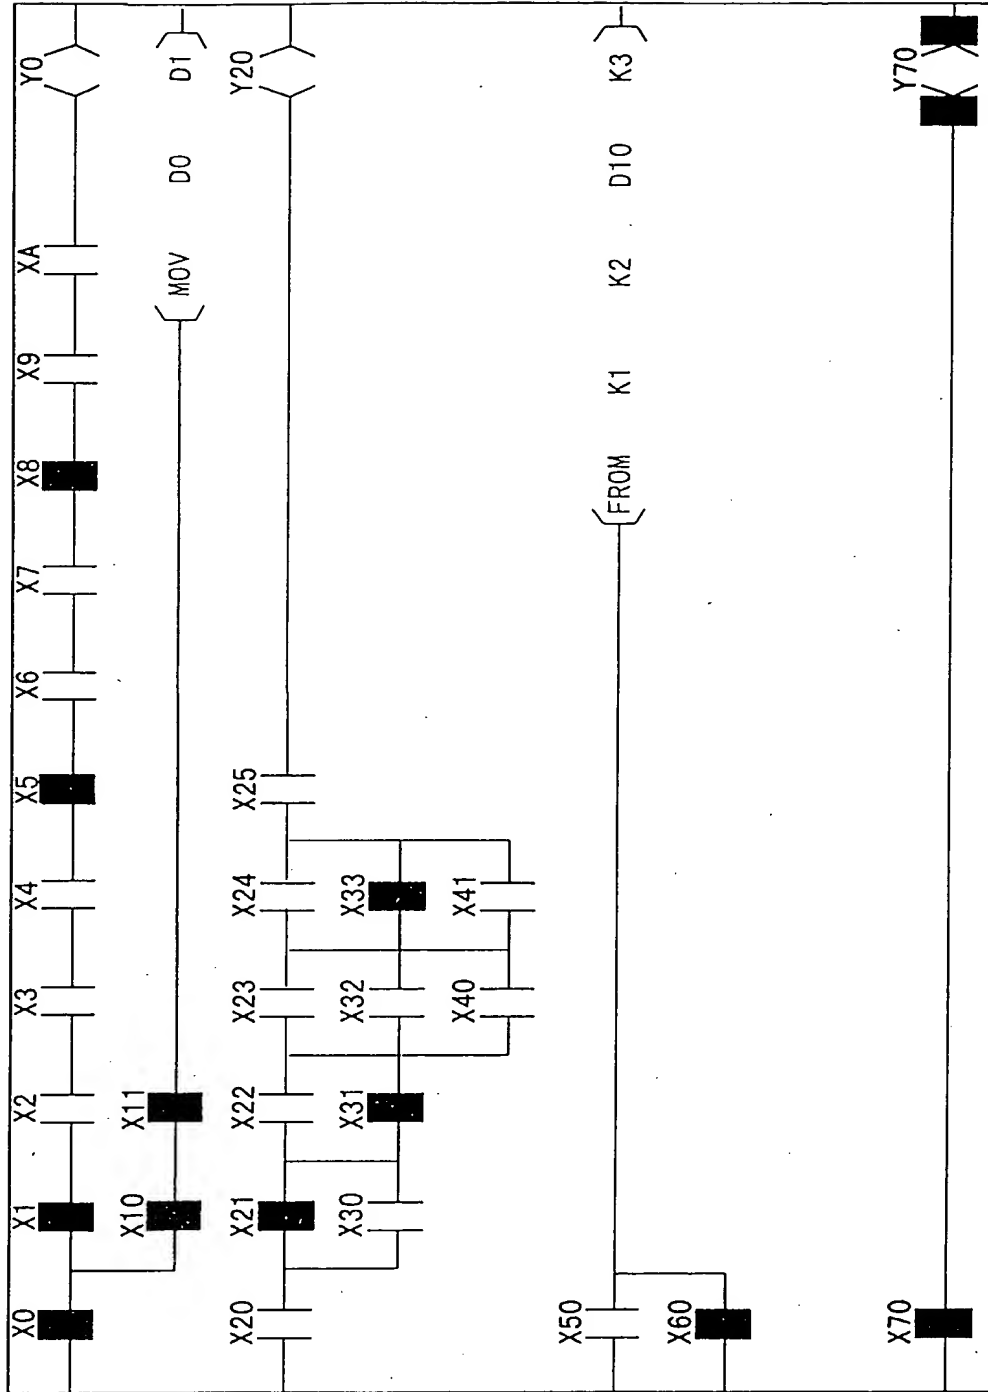 X0 X1 X2 X3 X4 X5 X6 X7 X8 X9 XA Y0
X10 X11 MOV D0 D1
X20 X21 X22 X23 X24 X25 Y20
X30 X31 X32 X33
X40 X41
X50 FROM K1 K2 D10 K3
X60
X70 Y70